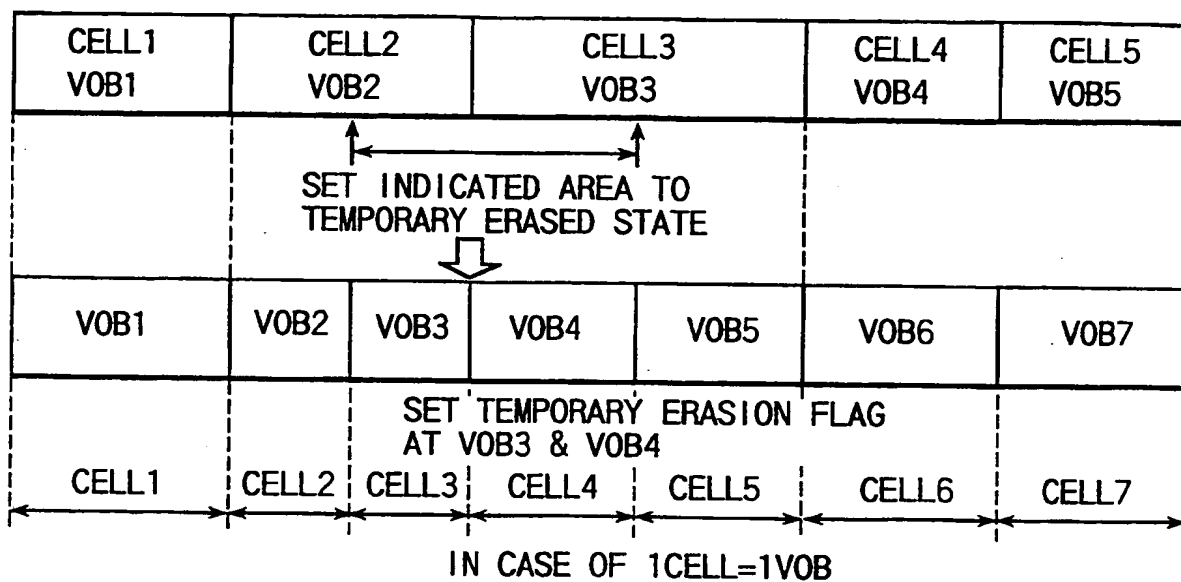 CELL1 CELL2 CELL3 CELL4 CELL5
VOB1 VOB2 VOB3 VOB4 VOB5
SET INDICATED AREA TO
TEMPORARY ERASED STATE
VOB1 VOB2 VOB3 VOB4 VOB5 VOB6 VOB7
SET TEMPORARY ERASION FLAG
AT VOB3 & VOB4
CELL1 CELL2 CELL3 CELL4 CELL5 CELL6 CELL7
IN CASE OF 1CELL=1VOB